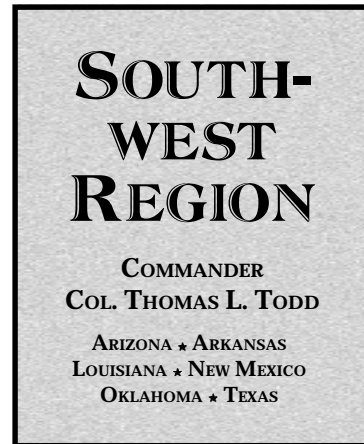 SOUTH-
WEST
REGION
COMMANDER
COL. THOMAS L. TODD
ARIZONA ★ ARKANSAS
LOUISIANA ★ NEW MEXICO
OKLAHOMA ★ TEXAS